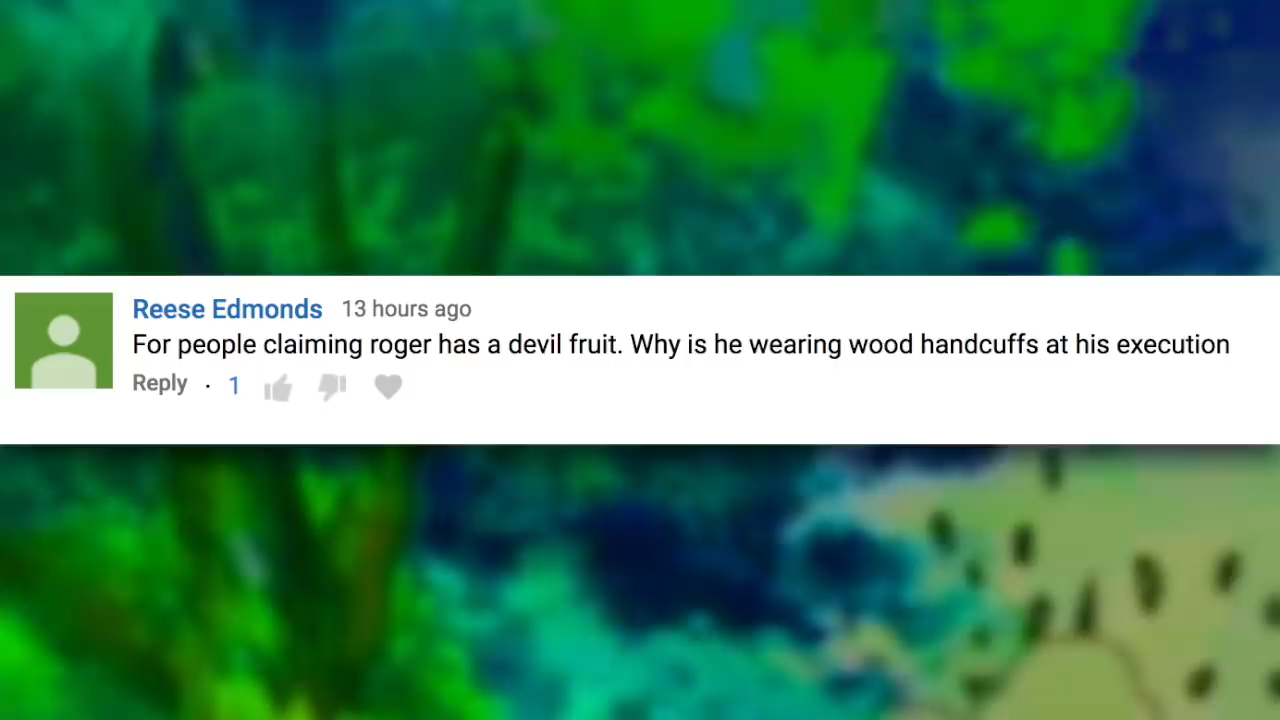 Reese Edmonds 13 hours ago
For people claiming roger has a devil fruit. Why is he wearing wood handcuffs at his execution
Reply · 1